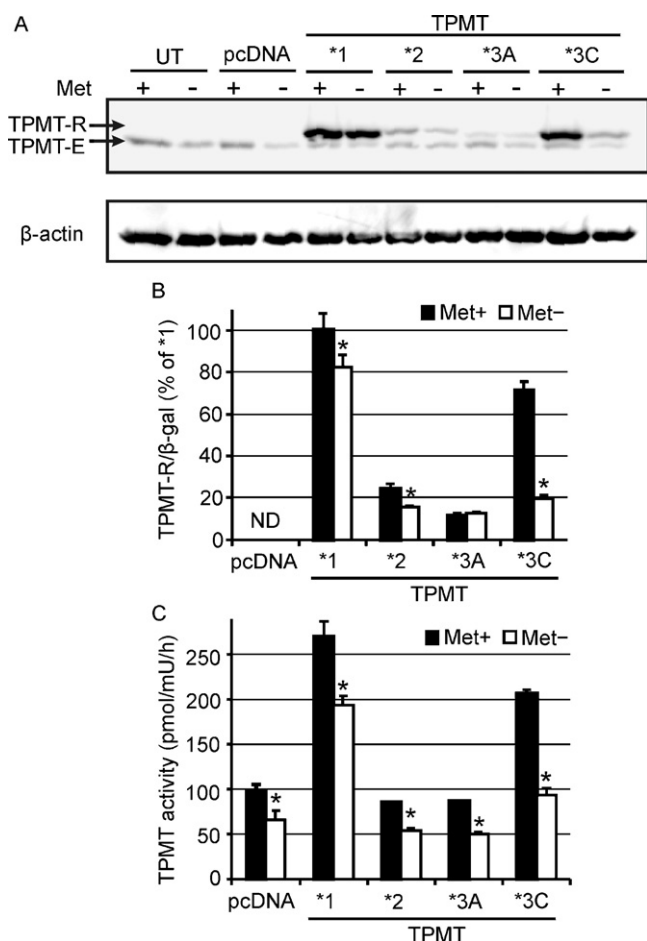 A
TPMT
UT pcDNA *1 *2 *3A *3C
Met + - + - + - + - + - + -
TPMT-R
TPMT-E
β-actin
B
Met+ Met−
TPMT-R/β-gal (% of *1)
100
80
60
40
20
0
*
*
*
ND
pcDNA *1 *2 *3A *3C
TPMT
C
Met+ Met−
TPMT activity (pmol/mU/h)
250
200
150
100
50
0
*
*
*
*
*
pcDNA *1 *2 *3A *3C
TPMT